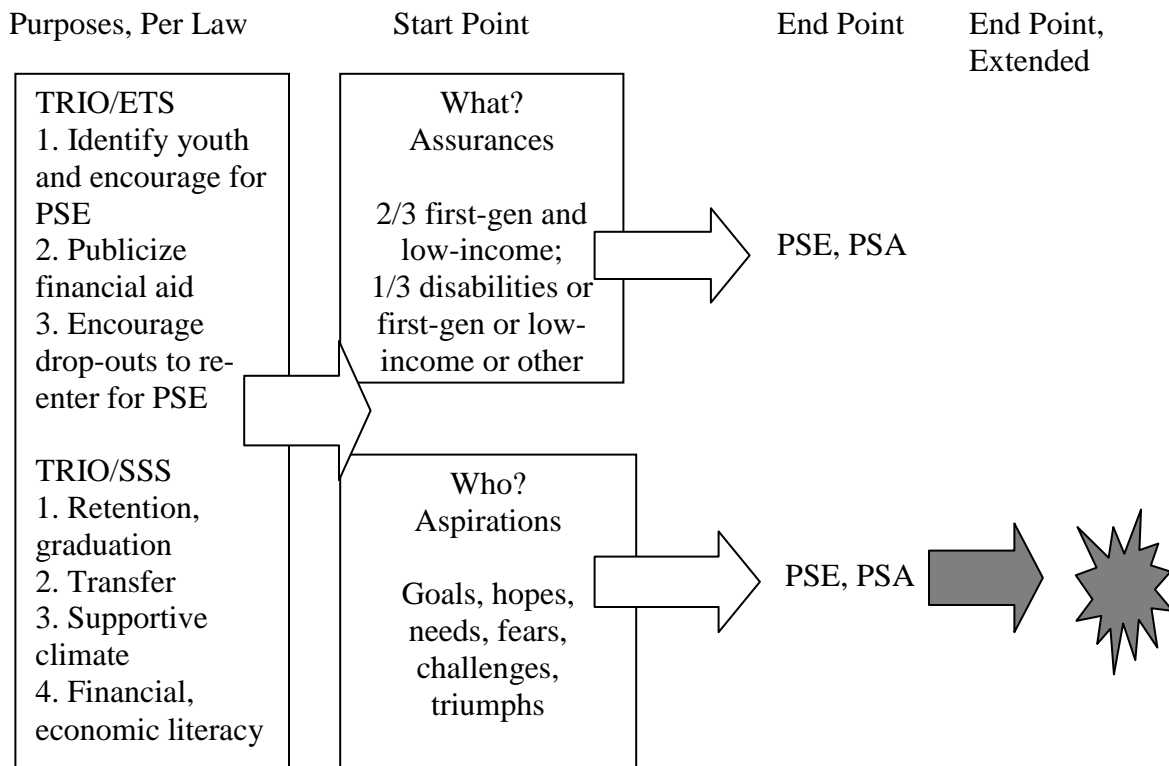 Purposes, Per Law
Start Point
End Point
End Point,
Extended
TRIO/ETS
1. Identify youth
and encourage for
PSE
2. Publicize
financial aid
3. Encourage
drop-outs to re-
enter for PSE
TRIO/SSS
1. Retention,
graduation
2. Transfer
3. Supportive
climate
4. Financial,
economic literacy
What?
Assurances
2/3 first-gen and
low-income;
1/3 disabilities or
first-gen or low-
income or other
PSE, PSA
Who?
Aspirations
Goals, hopes,
needs, fears,
challenges,
triumphs
PSE, PSA